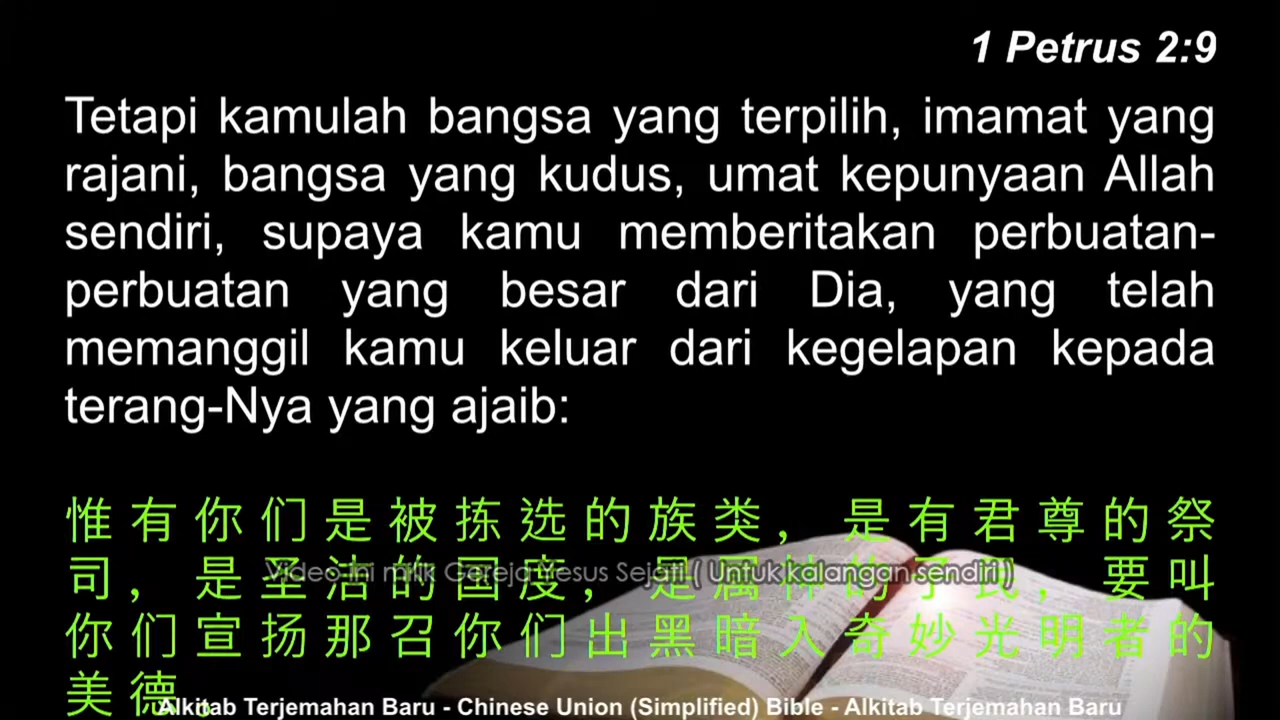 1 Petrus 2:9
Tetapi kamulah bangsa yang terpilih, imamat yang
rajani, bangsa yang kudus, umat kepunyaan Allah
sendiri, supaya kamu memberitakan perbuatan-
perbuatan yang besar dari Dia, yang telah
memanggil kamu keluar dari kegelapan kepada
terang-Nya yang ajaib:
惟有你们是被拣选的族类，是有君尊的祭
司，是圣洁的国度，是属神的子民，要叫
Video ini milik Gereja Yesus Sejati ( Untuk kalangan sendiri )
你们宣扬那召你们出黑暗入奇妙光明者的
美德。
Alkitab Terjemahan Baru - Chinese Union (Simplified) Bible - Alkitab Terjemahan Baru